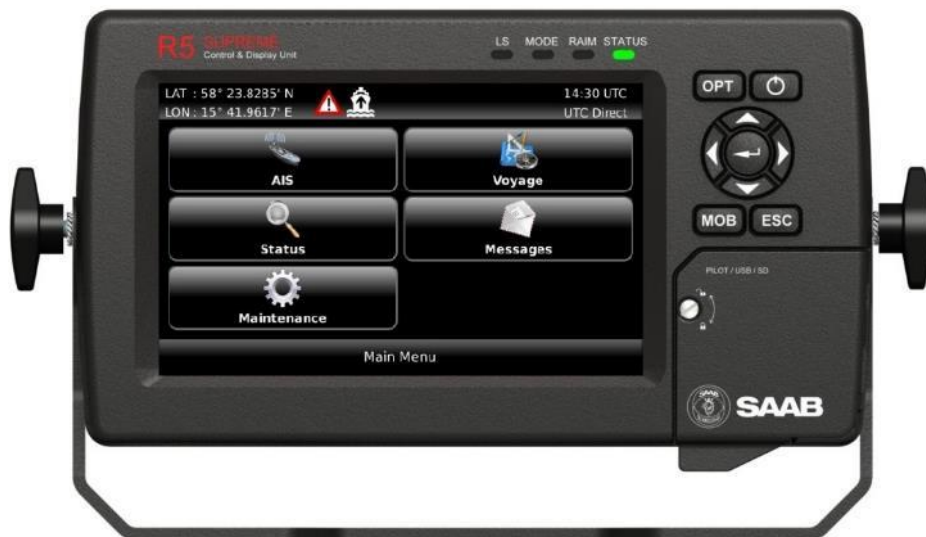 R5 SUPREME
Control & Display Unit
LS MODE RAIM STATUS
LAT : 58° 23.8285' N
LON : 15° 41.9617' E
14:30 UTC
UTC Direct
AIS
Voyage
Status
Messages
Maintenance
Main Menu
OPT
MOB
ESC
PILOT / USB / SD
SAAB